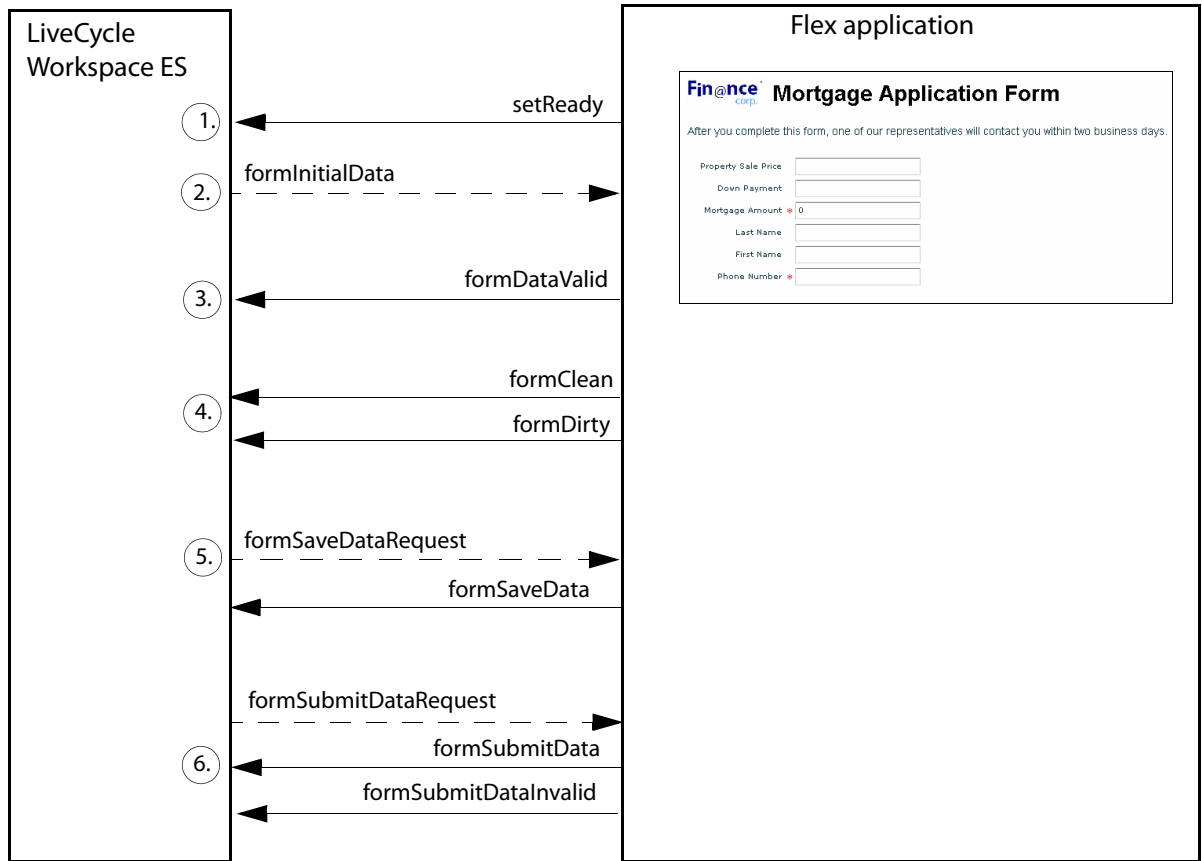 LiveCycle
Workspace ES
Flex application
Fin@nce
corp.
Mortgage Application Form
After you complete this form, one of our representatives will contact you within two business days.
Property Sale Price
Down Payment
Mortgage Amount * 0
Last Name
First Name
Phone Number *
1.
setReady
2.
formInitialData
3.
formDataValid
4.
formClean
formDirty
5.
formSaveDataRequest
formSaveData
6.
formSubmitDataRequest
formSubmitData
formSubmitDataInvalid